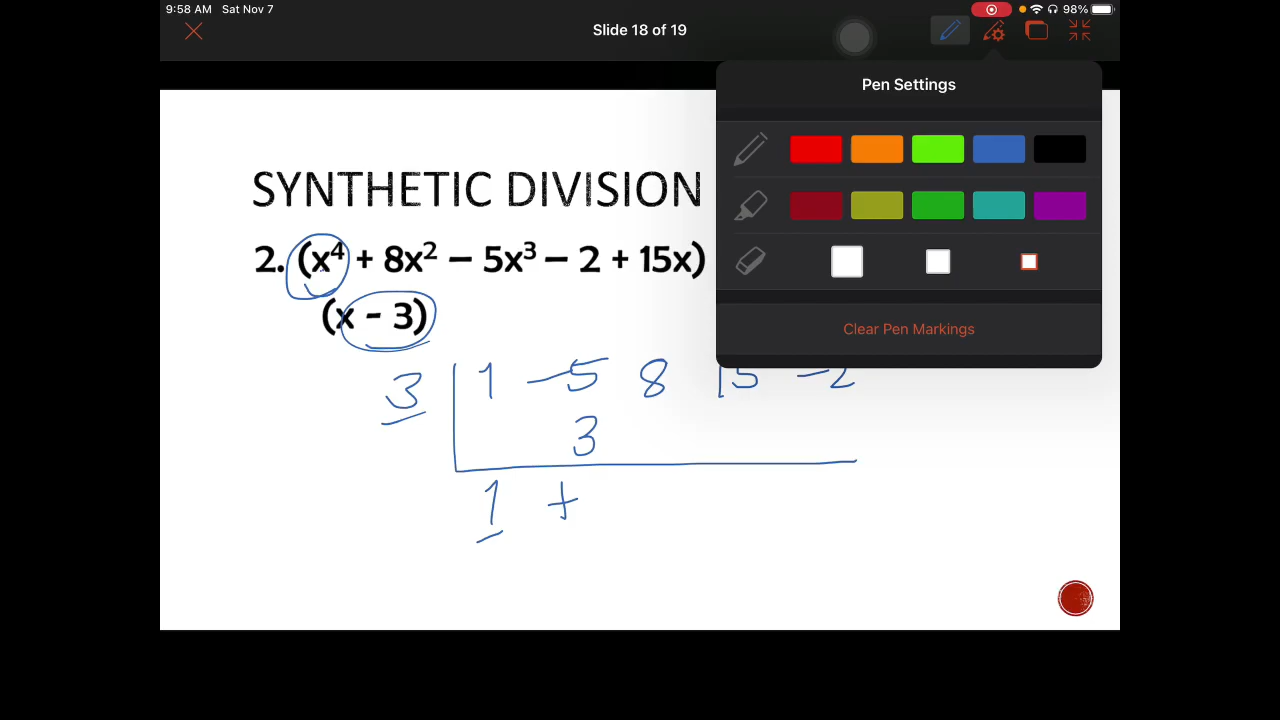 9:58 AM Sat Nov 7 98%
Slide 18 of 19
Pen Settings
Clear Pen Markings
SYNTHETIC DIVISION
2. (x⁴ + 8x² − 5x³ − 2 + 15x)
(x − 3)
3 1 −5 8 15 −2
3
1 +